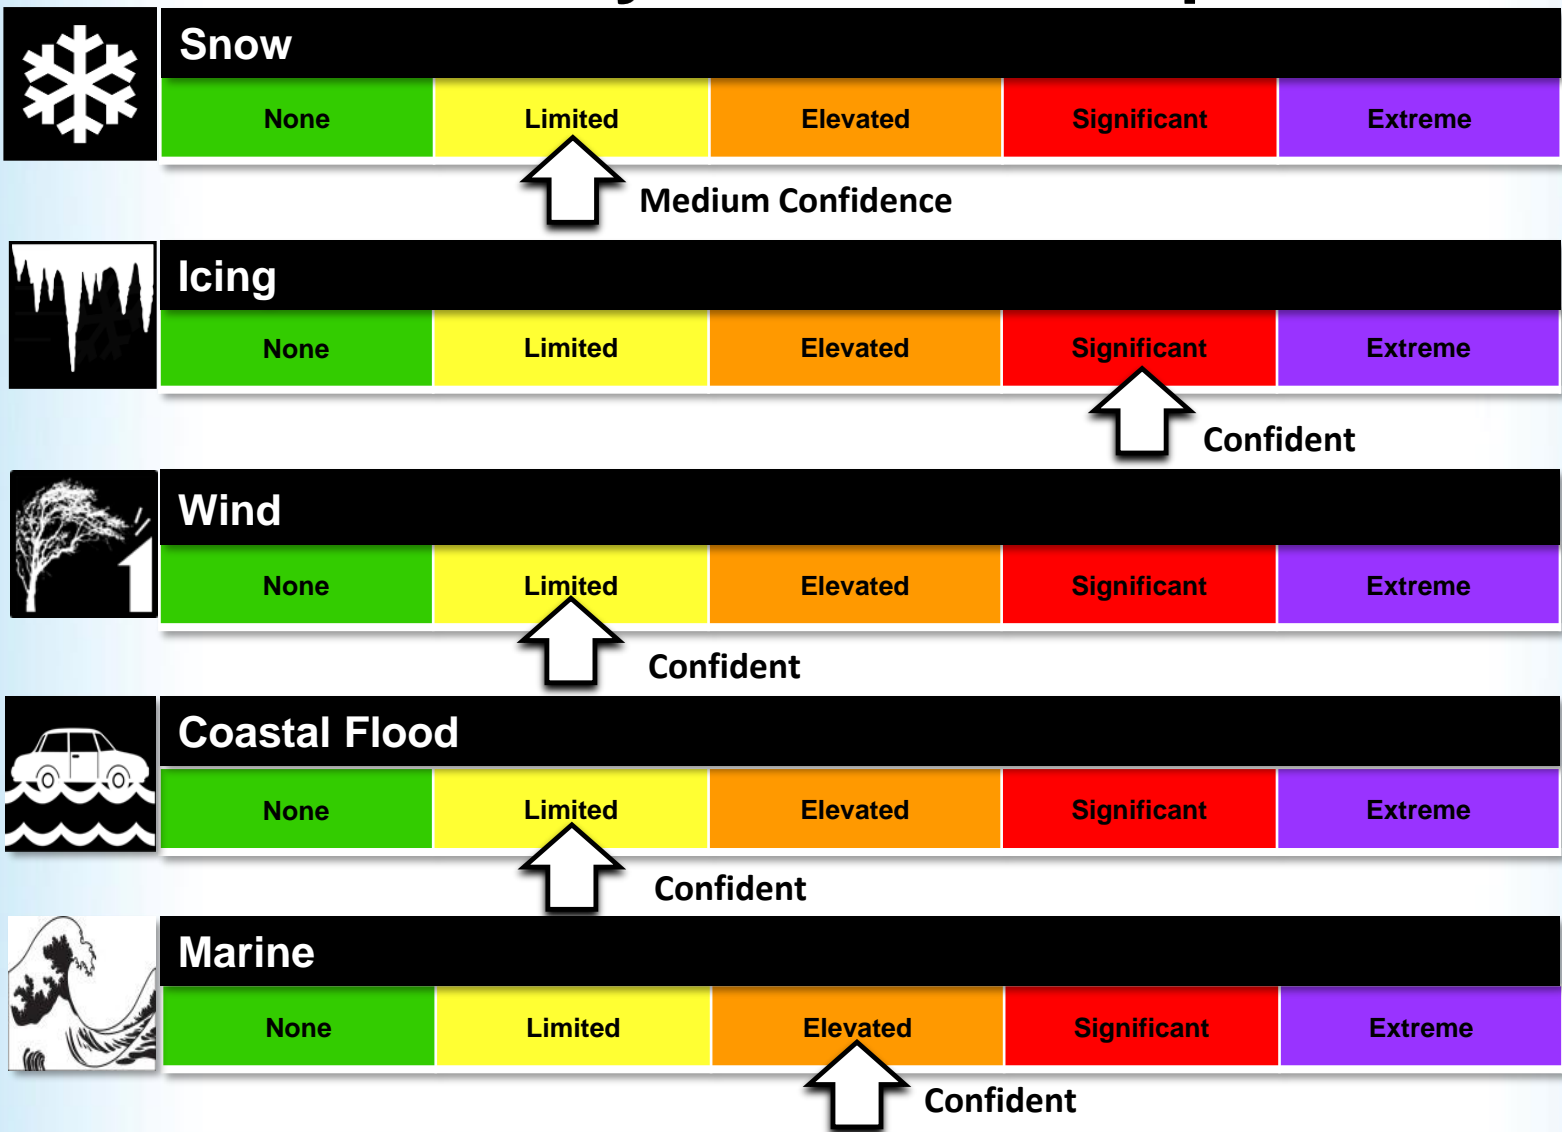 Snow
None Limited Elevated Significant Extreme
Medium Confidence
Icing
None Limited Elevated Significant Extreme
Confident
Wind
None Limited Elevated Significant Extreme
Confident
Coastal Flood
None Limited Elevated Significant Extreme
Confident
Marine
None Limited Elevated Significant Extreme
Confident